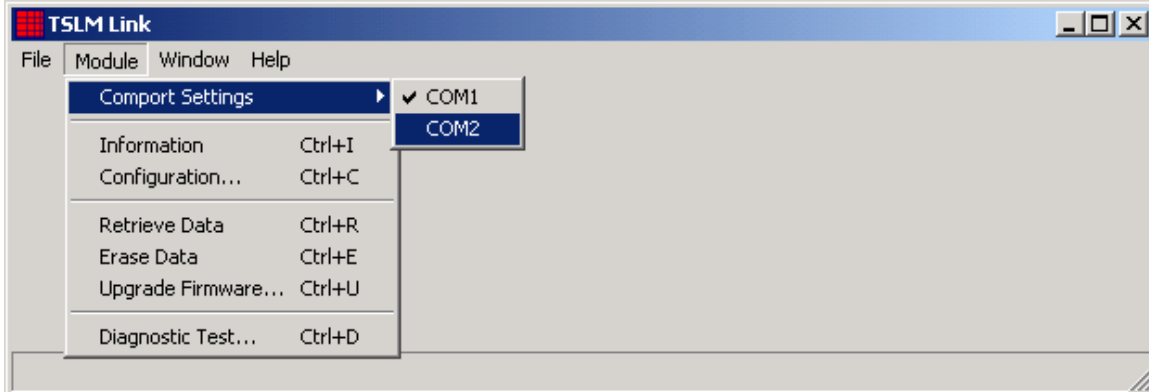 TSLM Link
File Module Window Help
Comport Settings
COM1
COM2
Information Ctrl+I
Configuration... Ctrl+C
Retrieve Data Ctrl+R
Erase Data Ctrl+E
Upgrade Firmware... Ctrl+U
Diagnostic Test... Ctrl+D